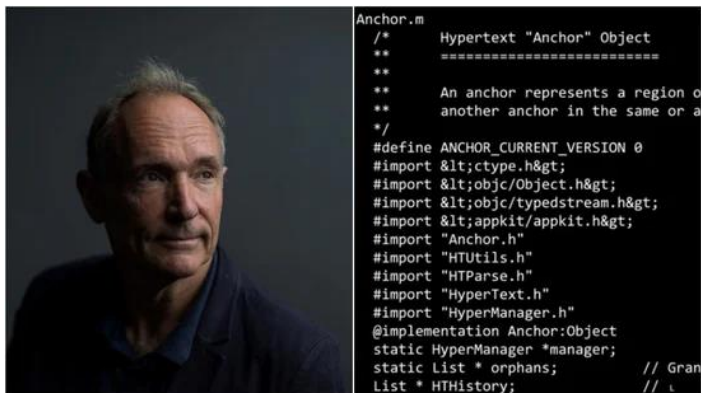 Anchor.m
/* Hypertext "Anchor" Object
** ==========================
**
** An anchor represents a region o
** another anchor in the same or a
*/
#define ANCHOR_CURRENT_VERSION 0
#import &lt;ctype.h&gt;
#import &lt;objc/Object.h&gt;
#import &lt;objc/typedstream.h&gt;
#import &lt;appkit/appkit.h&gt;
#import "Anchor.h"
#import "HTUtils.h"
#import "HTParse.h"
#import "HyperText.h"
#import "HyperManager.h"
@implementation Anchor:Object
static HyperManager *manager;
static List * orphans; // Gran
List * HTHistory; //